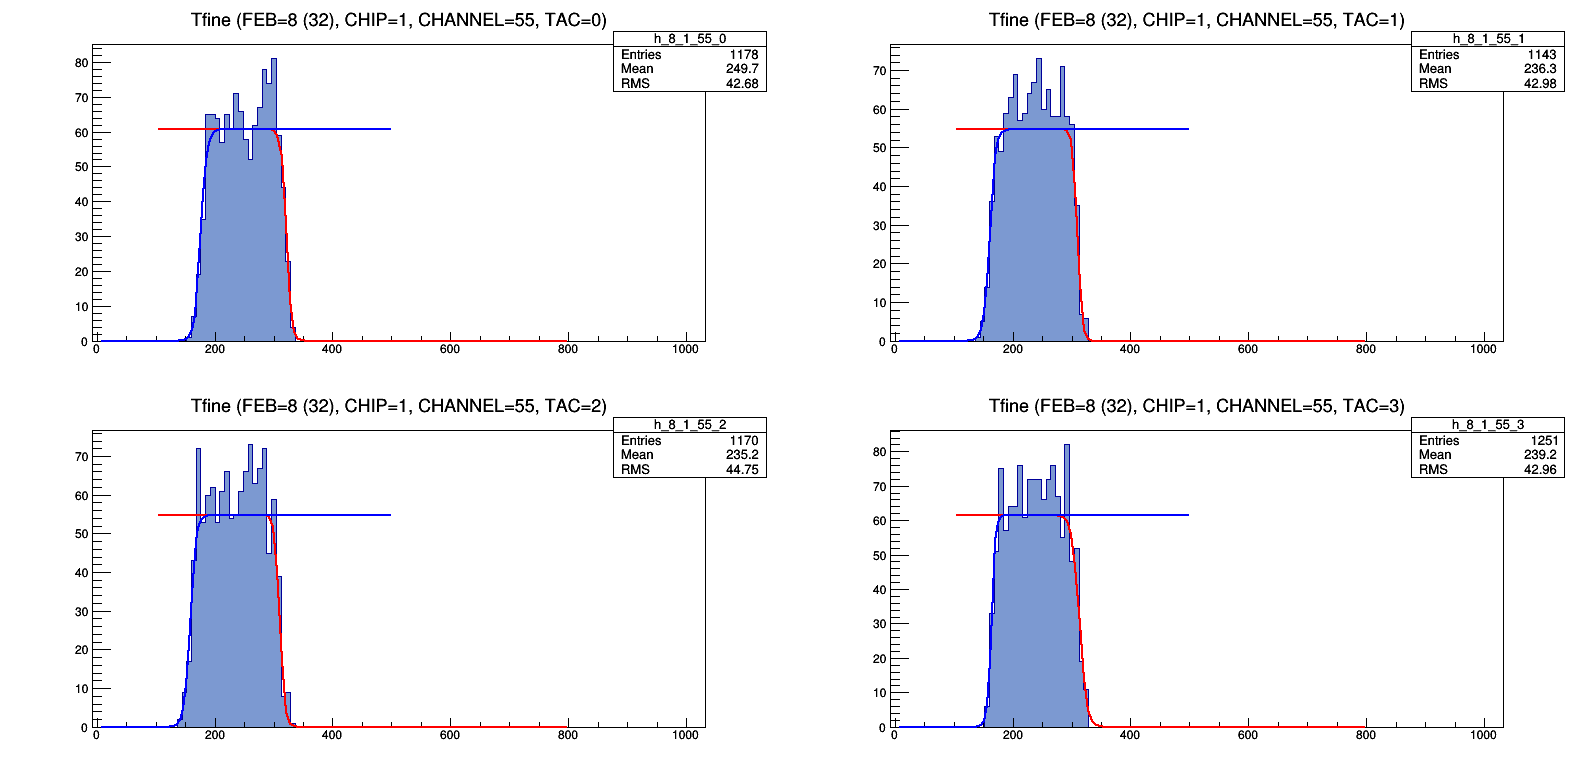 Tfine (FEB=8 (32), CHIP=1, CHANNEL=55, TAC=0)
h_8_1_55_0
Entries 1178
Mean 249.7
RMS 42.68
80
70
60
50
40
30
20
10
0
0 200 400 600 800 1000
Tfine (FEB=8 (32), CHIP=1, CHANNEL=55, TAC=1)
h_8_1_55_1
Entries 1143
Mean 236.3
RMS 42.98
70
60
50
40
30
20
10
0
0 200 400 600 800 1000
Tfine (FEB=8 (32), CHIP=1, CHANNEL=55, TAC=2)
h_8_1_55_2
Entries 1170
Mean 235.2
RMS 44.75
70
60
50
40
30
20
10
0
0 200 400 600 800 1000
Tfine (FEB=8 (32), CHIP=1, CHANNEL=55, TAC=3)
h_8_1_55_3
Entries 1251
Mean 239.2
RMS 42.96
80
70
60
50
40
30
20
10
0
0 200 400 600 800 1000